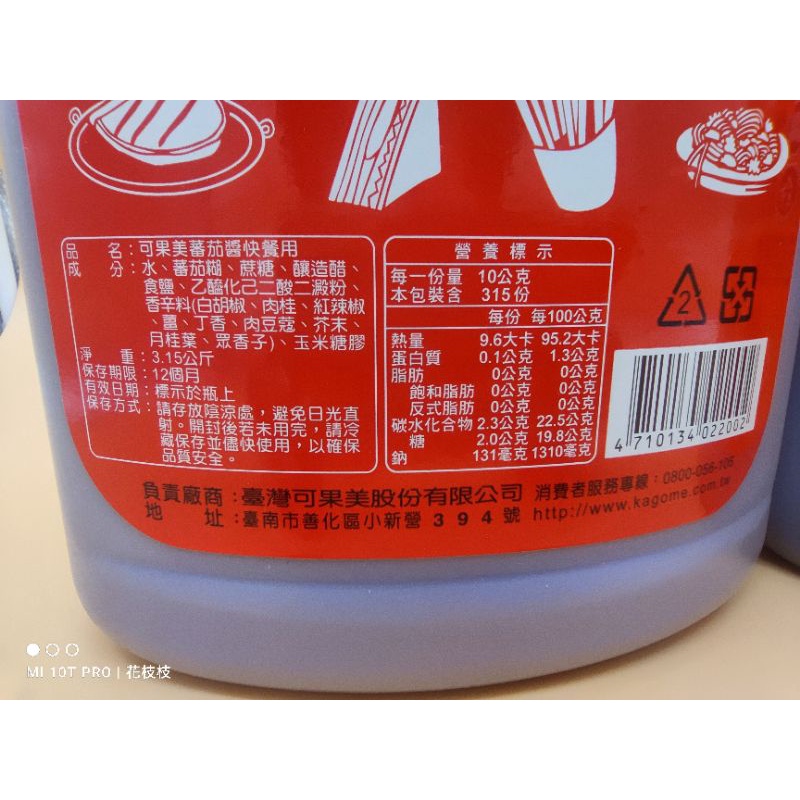 品名：可果美蕃茄醬快餐用
成分：水、蕃茄糊、蔗糖、釀造醋、
食鹽、乙醯化己二酸二澱粉、
香辛料(白胡椒、肉桂、紅辣椒
、薑、丁香、肉豆蔻、芥末、
月桂葉、眾香子)、玉米糖膠
淨重：3.15公斤
保存期限：12個月
有效日期：標示於瓶上
保存方式：請存放陰涼處，避免日光直
射。開封後若未用完，請冷
藏保存並儘快使用，以確保
品質安全。
營養標示
每一份量 10公克
本包裝含 315份
每份 每100公克
熱量 9.6大卡 95.2大卡
蛋白質 0.1公克 1.3公克
脂肪 0公克 0公克
飽和脂肪 0公克 0公克
反式脂肪 0公克 0公克
碳水化合物 2.3公克 22.5公克
糖 2.0公克 19.8公克
鈉 131毫克 1310毫克
2
4 710134 022002
負責廠商：臺灣可果美股份有限公司 消費者服務專線：0800-056-105
地址：臺南市善化區小新營394號 http://www.kagome.com.tw
MI 10T PRO | 花枝枝